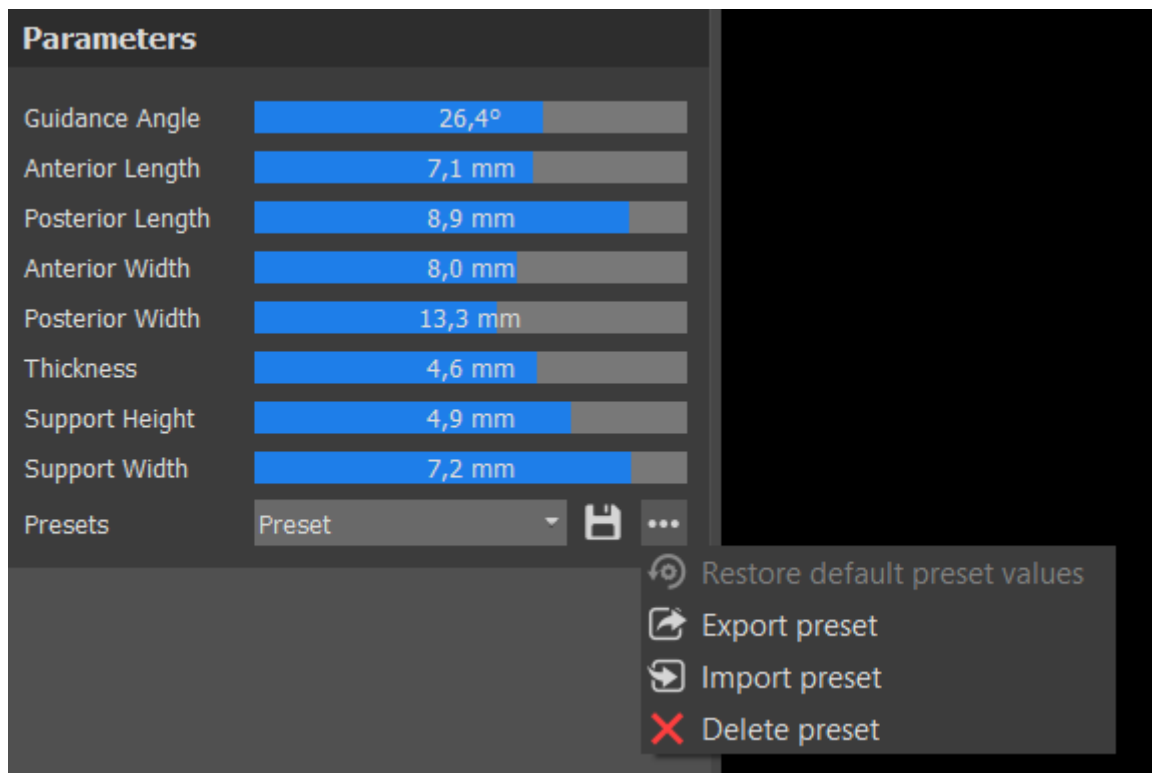 Parameters
Guidance Angle 26,4º
Anterior Length 7,1 mm
Posterior Length 8,9 mm
Anterior Width 8,0 mm
Posterior Width 13,3 mm
Thickness 4,6 mm
Support Height 4,9 mm
Support Width 7,2 mm
Presets Preset
Restore default preset values
Export preset
Import preset
Delete preset